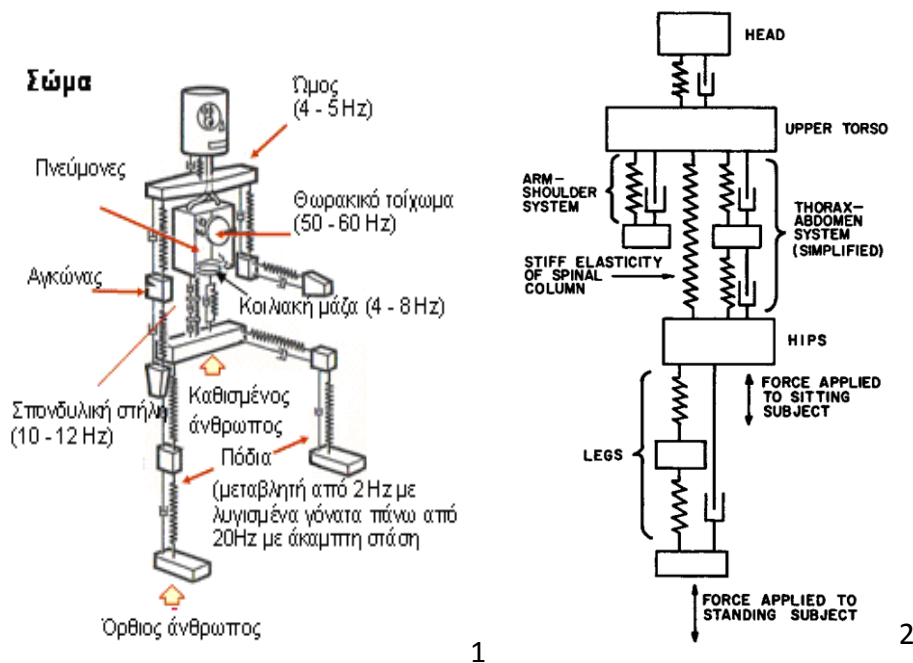 Σώμα
Ώμος
(4 - 5 Hz)
Πνεύμονες
Θωρακικό τοίχωμα
(50 - 60 Hz)
Αγκώνας
Κοιλιακή μάζα (4 - 8 Hz)
Σπονδυλική στήλη
(10 - 12 Hz)
Καθισμένος
άνθρωπος
Πόδια
(μεταβλητή από 2 Hz με
λυγισμένα γόνατα πάνω από
20Hz με άκαμπτη στάση
Όρθιος άνθρωπος
1
HEAD
UPPER TORSO
ARM–
SHOULDER
SYSTEM
THORAX–
ABDOMEN
SYSTEM
(SIMPLIFIED)
STIFF ELASTICITY
OF SPINAL
COLUMN
HIPS
FORCE APPLIED
TO SITTING
SUBJECT
LEGS
FORCE APPLIED TO
STANDING SUBJECT
2